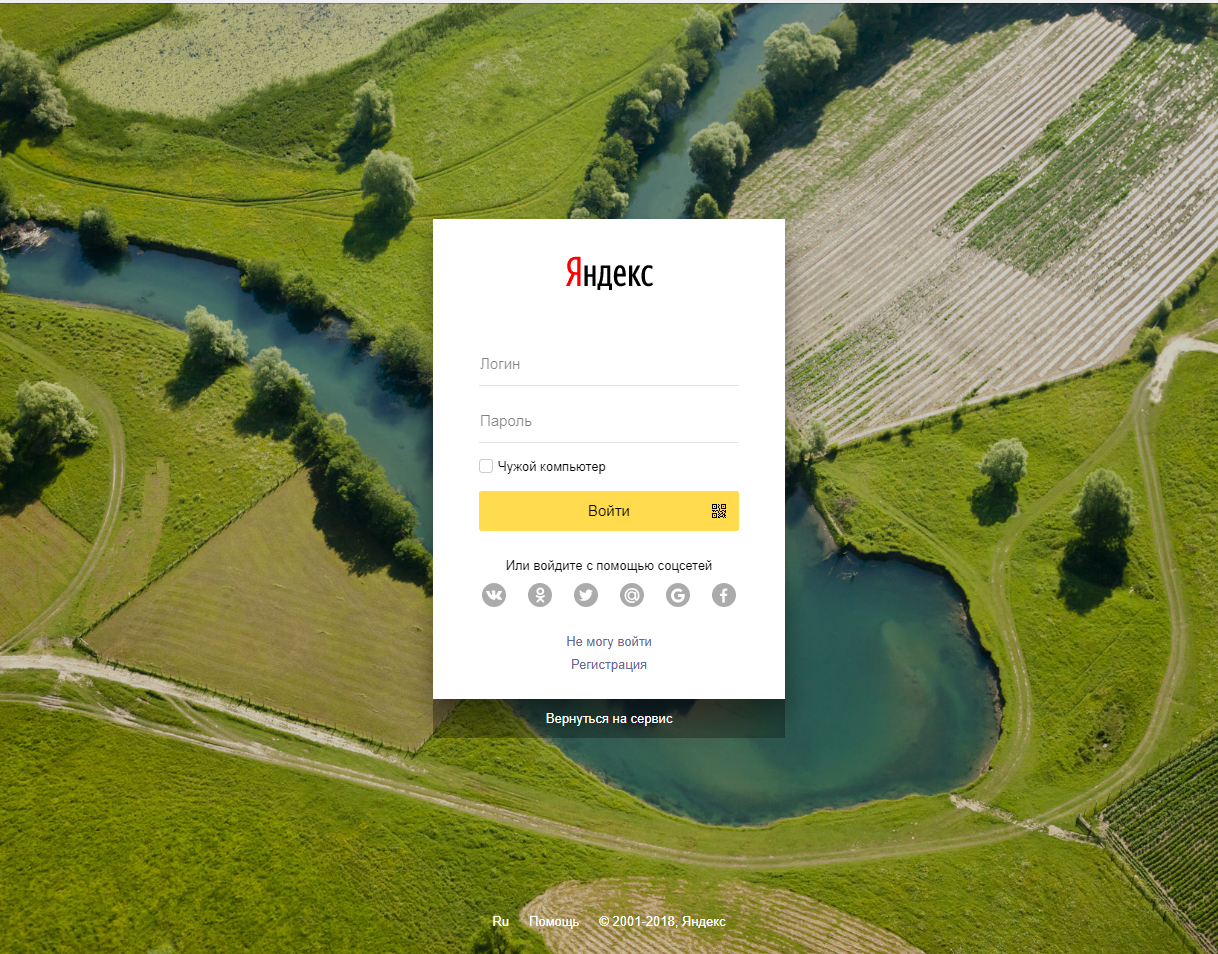 Яндекс
Логин
Пароль
Чужой компьютер
Войти
Или войдите с помощью соцсетей
Не могу войти
Регистрация
Вернуться на сервис
Ru Помощь © 2001-2018, Яндекс